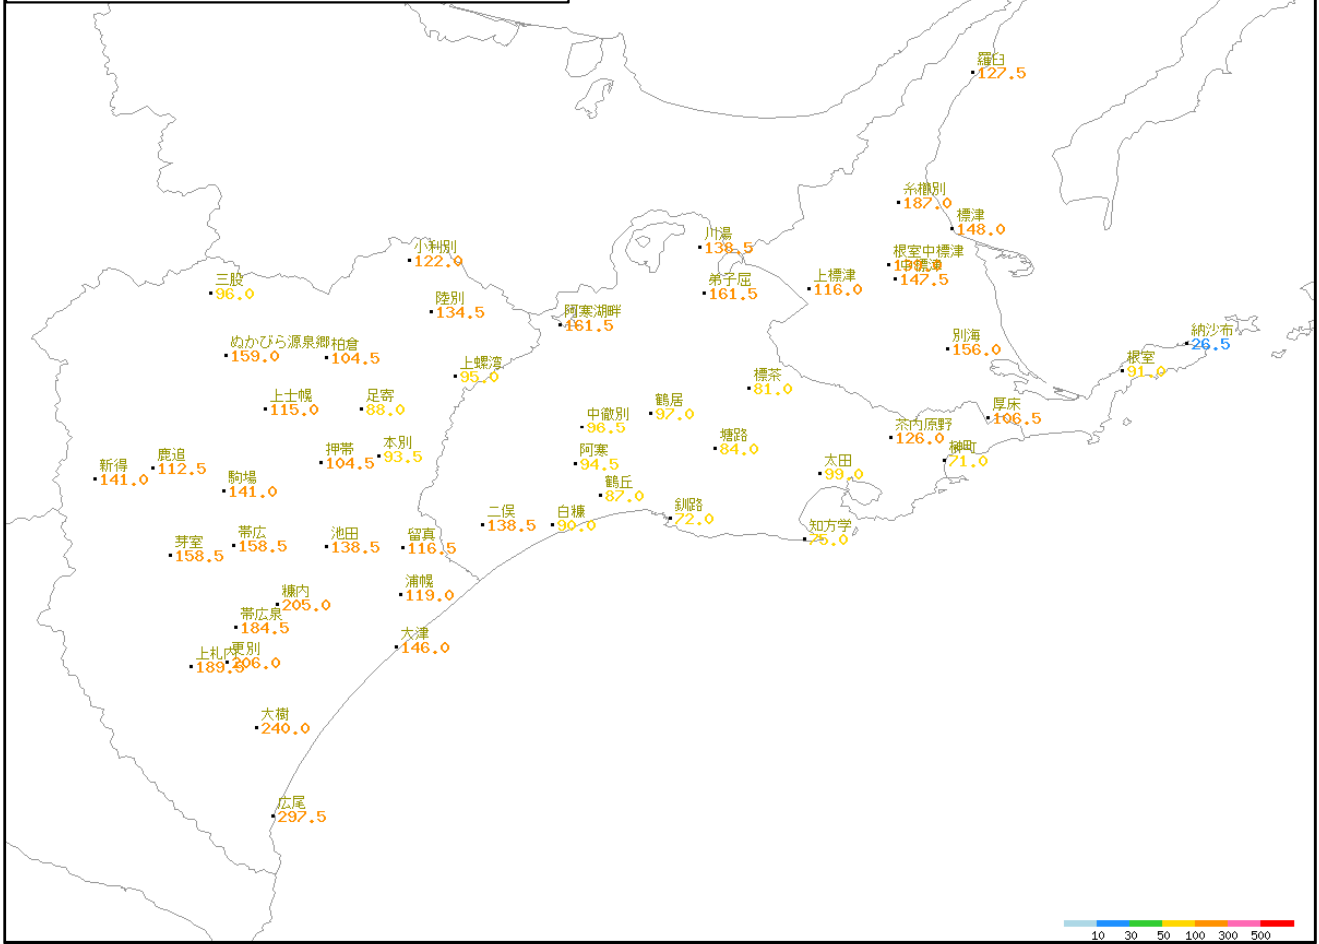 羅臼
127.5
糸櫃別
187.0
標津
148.0
川湯
138.5
小利別
122.0
根室中標津
中標津
147.5
三股
96.0
弟子屈
161.5
上標津
116.0
陸別
134.5
阿寒湖畔
161.5
納沙布
26.5
ぬかびら源泉郷
159.0
柏倉
104.5
別海
156.0
根室
91.0
上螺湾
95.0
標茶
81.0
上士幌
115.0
足寄
88.0
鶴居
97.0
厚床
106.5
中徹別
96.5
茶内原野
126.0
本別
93.5
押帯
104.5
塘路
84.0
榊町
71.0
鹿追
112.5
新得
141.0
阿寒
94.5
太田
99.0
駒場
141.0
鶴丘
87.0
二俣
138.5
白糠
90.0
釧路
72.0
知方学
75.0
帯広
158.5
芽室
158.5
池田
138.5
留真
116.5
浦幌
119.0
糠内
205.0
帯広泉
184.5
大津
146.0
更別
206.0
上札内
189.5
大樹
240.0
広尾
297.5
10 30 50 100 300 500